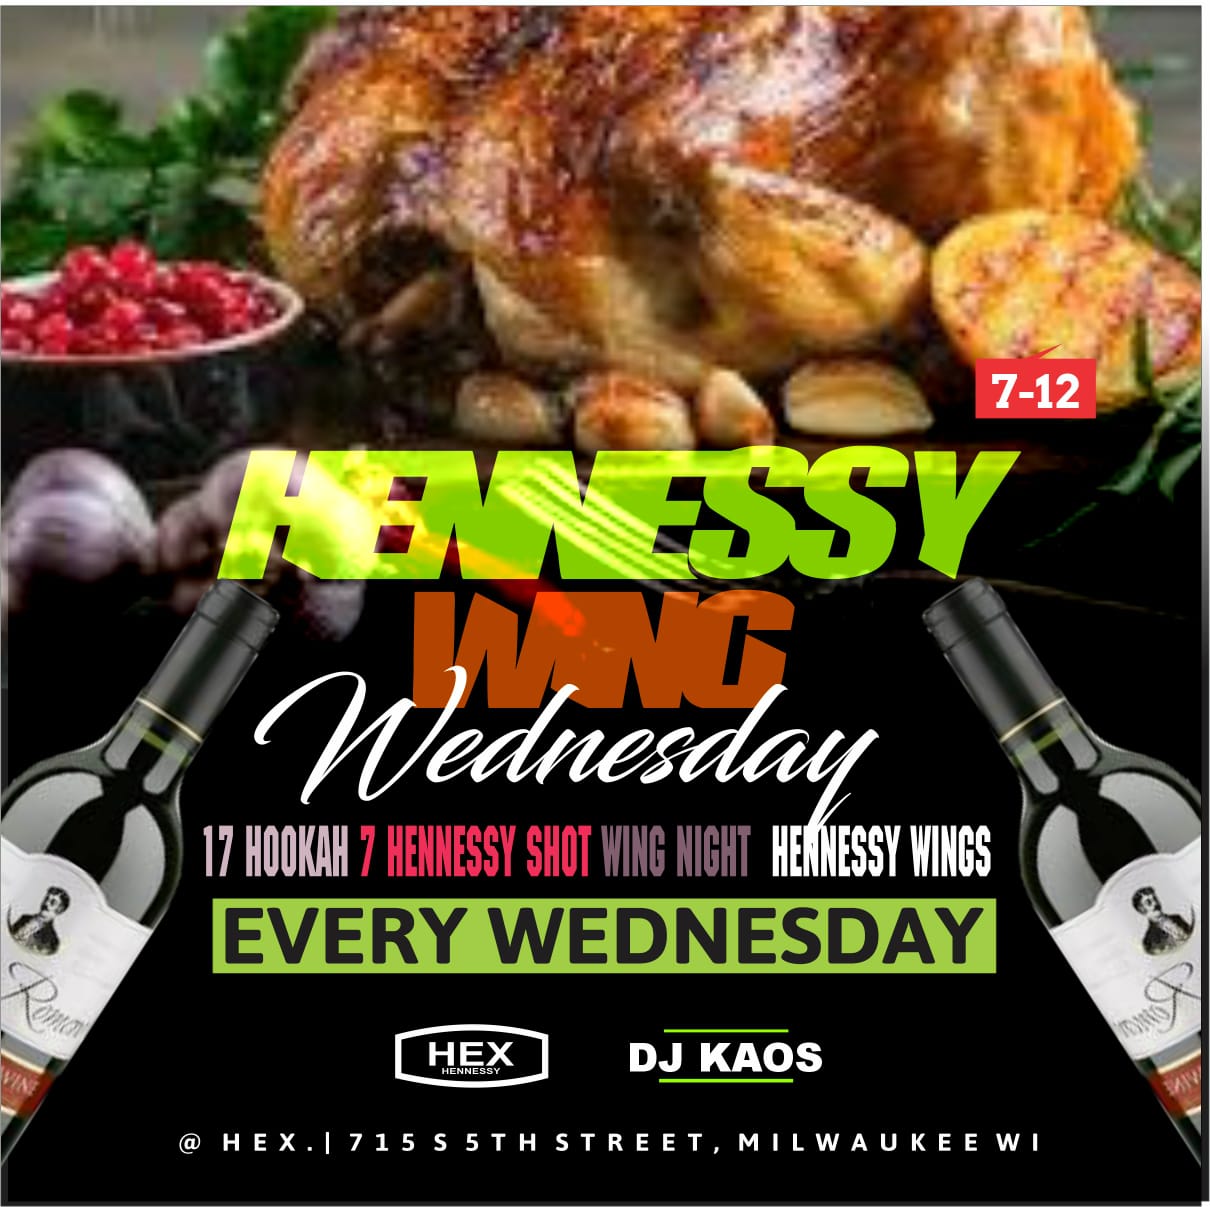 7-12
HENNESSY
WING
Wednesday
17 HOOKAH 7 HENNESSY SHOT WING NIGHT HENNESSY WINGS
EVERY WEDNESDAY
HEX
HENNESSY
DJ KAOS
@ HEX.| 715 S 5TH STREET, MILWAUKEE WI